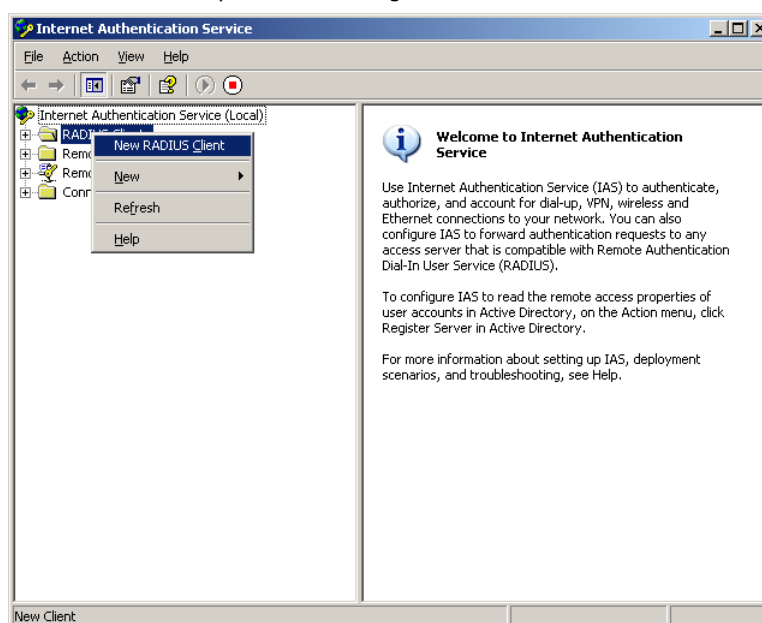 Internet Authentication Service
File Action View Help
Internet Authentication Service (Local)
RADIUS
New RADIUS Client
New
Refresh
Help
Welcome to Internet Authentication
Service
Use Internet Authentication Service (IAS) to authenticate,
authorize, and account for dial-up, VPN, wireless and
Ethernet connections to your network. You can also
configure IAS to forward authentication requests to any
access server that is compatible with Remote Authentication
Dial-In User Service (RADIUS).
To configure IAS to read the remote access properties of
user accounts in Active Directory, on the Action menu, click
Register Server in Active Directory.
For more information about setting up IAS, deployment
scenarios, and troubleshooting, see Help.
New Client